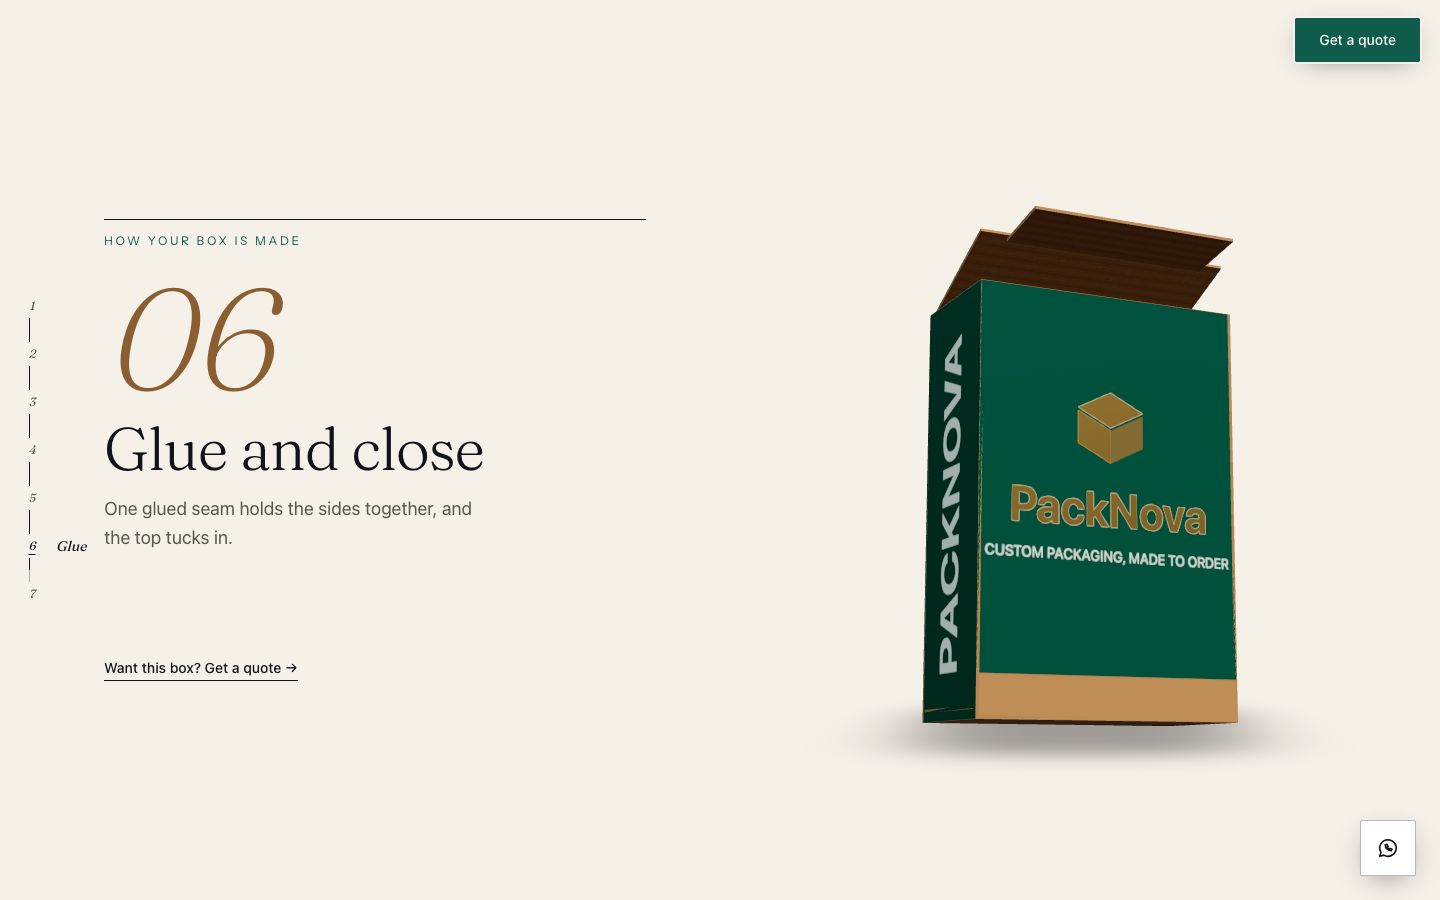 Get a quote
HOW YOUR BOX IS MADE
06
Glue and close
One glued seam holds the sides together, and
the top tucks in.
Want this box? Get a quote →
1
2
3
4
5
6 Glue
7
PACKNOVA
PackNova
CUSTOM PACKAGING, MADE TO ORDER